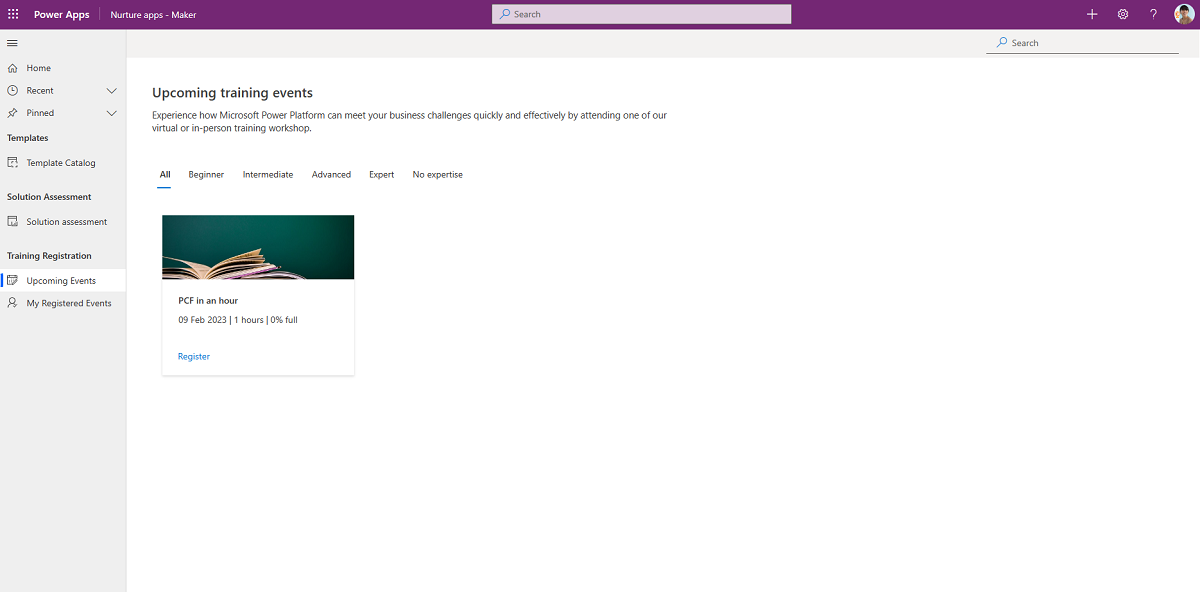 Power Apps
Nurture apps - Maker
Search
?
Search
Home
Recent
Pinned
Templates
Template Catalog
Solution Assessment
Solution assessment
Training Registration
Upcoming Events
My Registered Events
Upcoming training events
Experience how Microsoft Power Platform can meet your business challenges quickly and effectively by attending one of our
virtual or in-person training workshop.
All Beginner Intermediate Advanced Expert No expertise
PCF in an hour
09 Feb 2023 | 1 hours | 0% full
Register